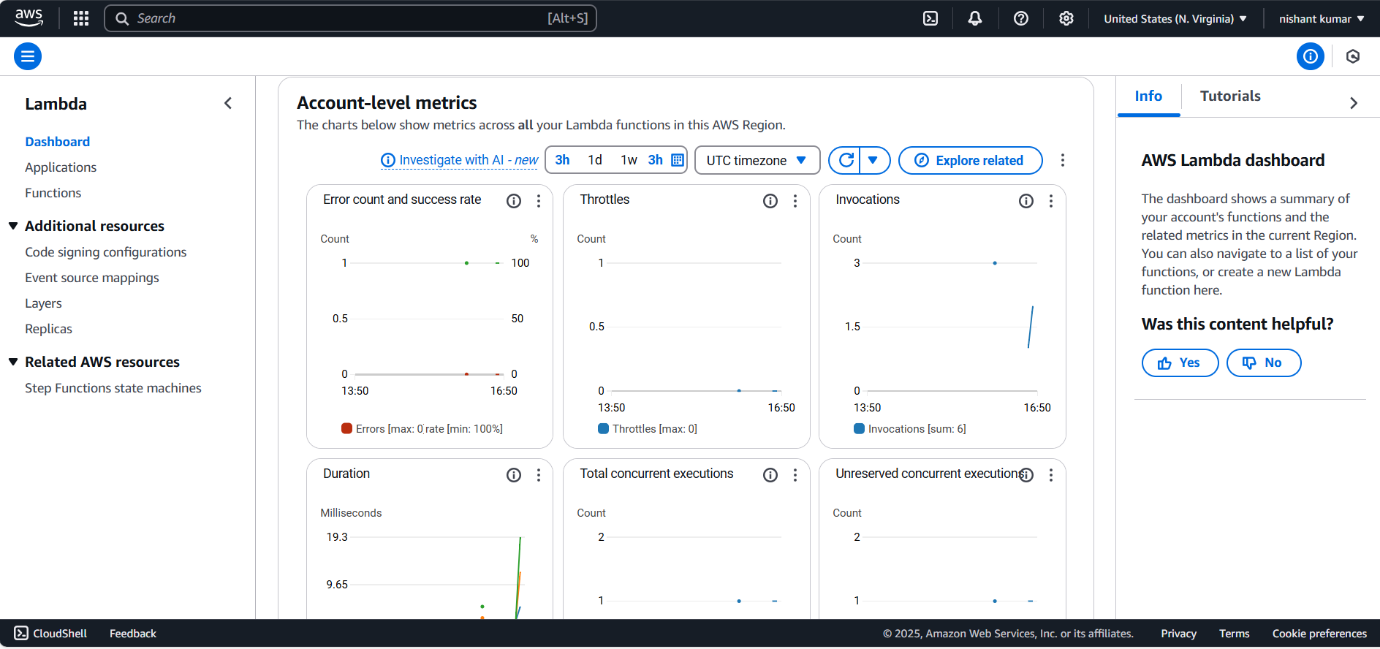 aws
Search [Alt+S]
United States (N. Virginia)
nishant kumar
Lambda
Dashboard
Applications
Functions
Additional resources
Code signing configurations
Event source mappings
Layers
Replicas
Related AWS resources
Step Functions state machines
Account-level metrics
The charts below show metrics across all your Lambda functions in this AWS Region.
Investigate with AI - new
3h 1d 1w 3h
UTC timezone
Explore related
Error count and success rate
Count %
1 100
0.5 50
0 0
13:50 16:50
Errors [max: 0] rate [min: 100%]
Throttles
Count
1
0.5
0
13:50 16:50
Throttles [max: 0]
Invocations
Count
3
1.5
0
13:50 16:50
Invocations [sum: 6]
Duration
Milliseconds
19.3
9.65
Total concurrent executions
Count
2
1
Unreserved concurrent executions
Count
2
1
Info Tutorials
AWS Lambda dashboard
The dashboard shows a summary of
your account's functions and the
related metrics in the current Region.
You can also navigate to a list of your
functions, or create a new Lambda
function here.
Was this content helpful?
Yes No
CloudShell Feedback
© 2025, Amazon Web Services, Inc. or its affiliates. Privacy Terms Cookie preferences